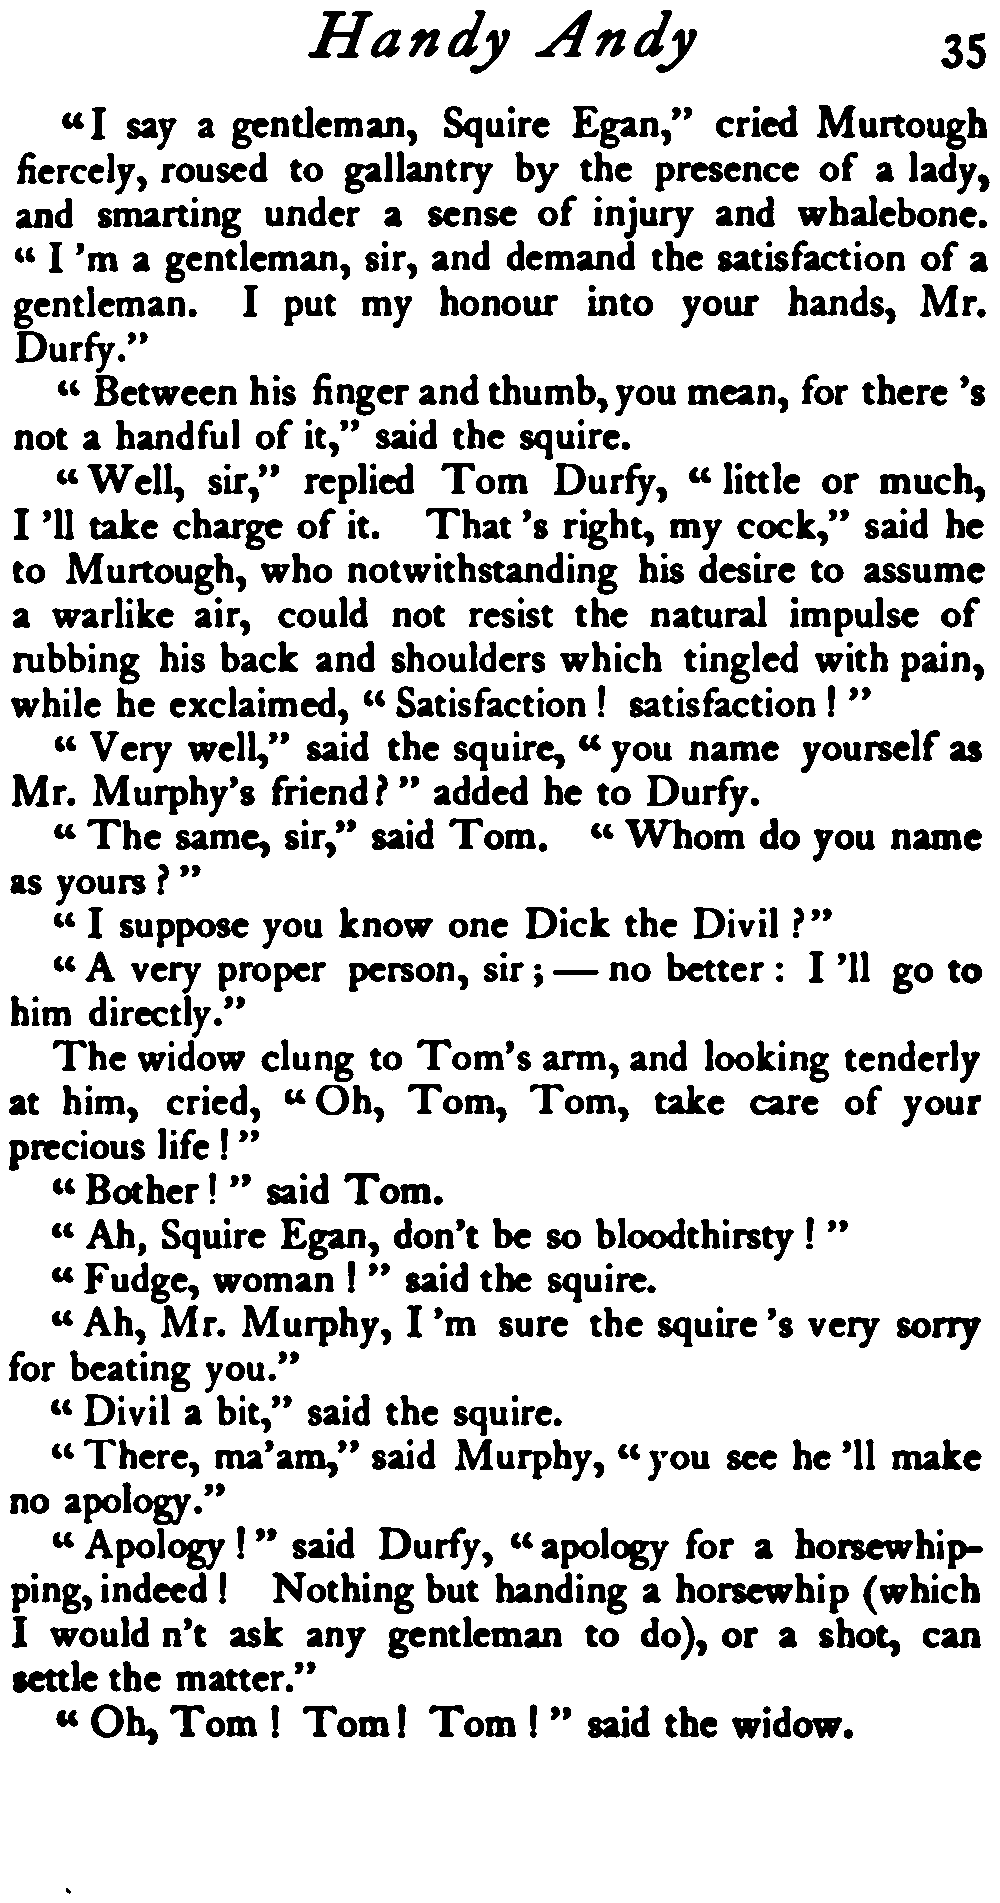 Handy Andy 35
"I say a gentleman, Squire Egan," cried Murtough
fiercely, roused to gallantry by the presence of a lady,
and smarting under a sense of injury and whalebone.
" I 'm a gentleman, sir, and demand the satisfaction of a
gentleman. I put my honour into your hands, Mr.
Durfy."
" Between his finger and thumb, you mean, for there 's
not a handful of it," said the squire.
" Well, sir," replied Tom Durfy, " little or much,
I 'll take charge of it. That 's right, my cock," said he
to Murtough, who notwithstanding his desire to assume
a warlike air, could not resist the natural impulse of
rubbing his back and shoulders which tingled with pain,
while he exclaimed, " Satisfaction ! satisfaction ! "
" Very well," said the squire, " you name yourself as
Mr. Murphy's friend ? " added he to Durfy.
" The same, sir," said Tom. " Whom do you name
as yours ? "
" I suppose you know one Dick the Divil ?"
" A very proper person, sir ; — no better : I 'll go to
him directly."
The widow clung to Tom's arm, and looking tenderly
at him, cried, " Oh, Tom, Tom, take care of your
precious life ! "
" Bother ! " said Tom.
" Ah, Squire Egan, don't be so bloodthirsty ! "
" Fudge, woman ! " said the squire.
" Ah, Mr. Murphy, I 'm sure the squire 's very sorry
for beating you."
" Divil a bit," said the squire.
" There, ma'am," said Murphy, " you see he 'll make
no apology."
" Apology ! " said Durfy, " apology for a horsewhip-
ping, indeed ! Nothing but handing a horsewhip (which
I would n't ask any gentleman to do), or a shot, can
settle the matter."
" Oh, Tom ! Tom ! Tom ! " said the widow.